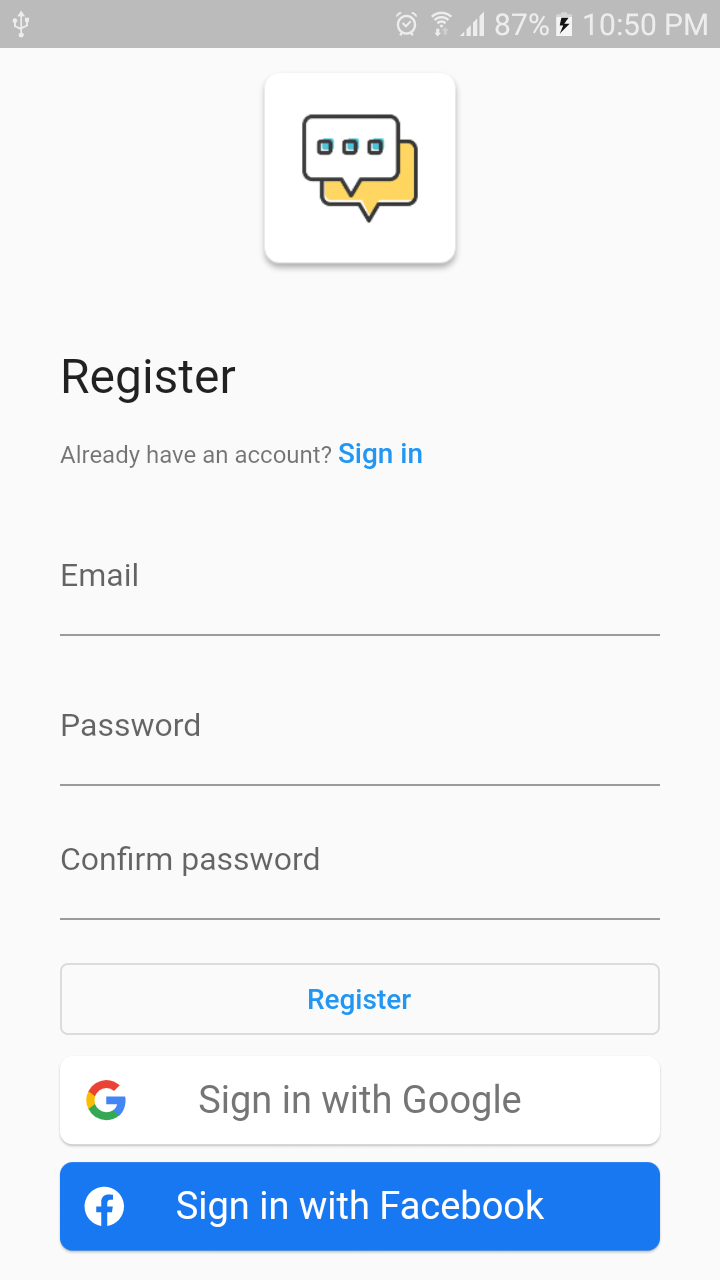 87% 10:50 PM
Register
Already have an account? Sign in
Email
Password
Confirm password
Register
Sign in with Google
Sign in with Facebook